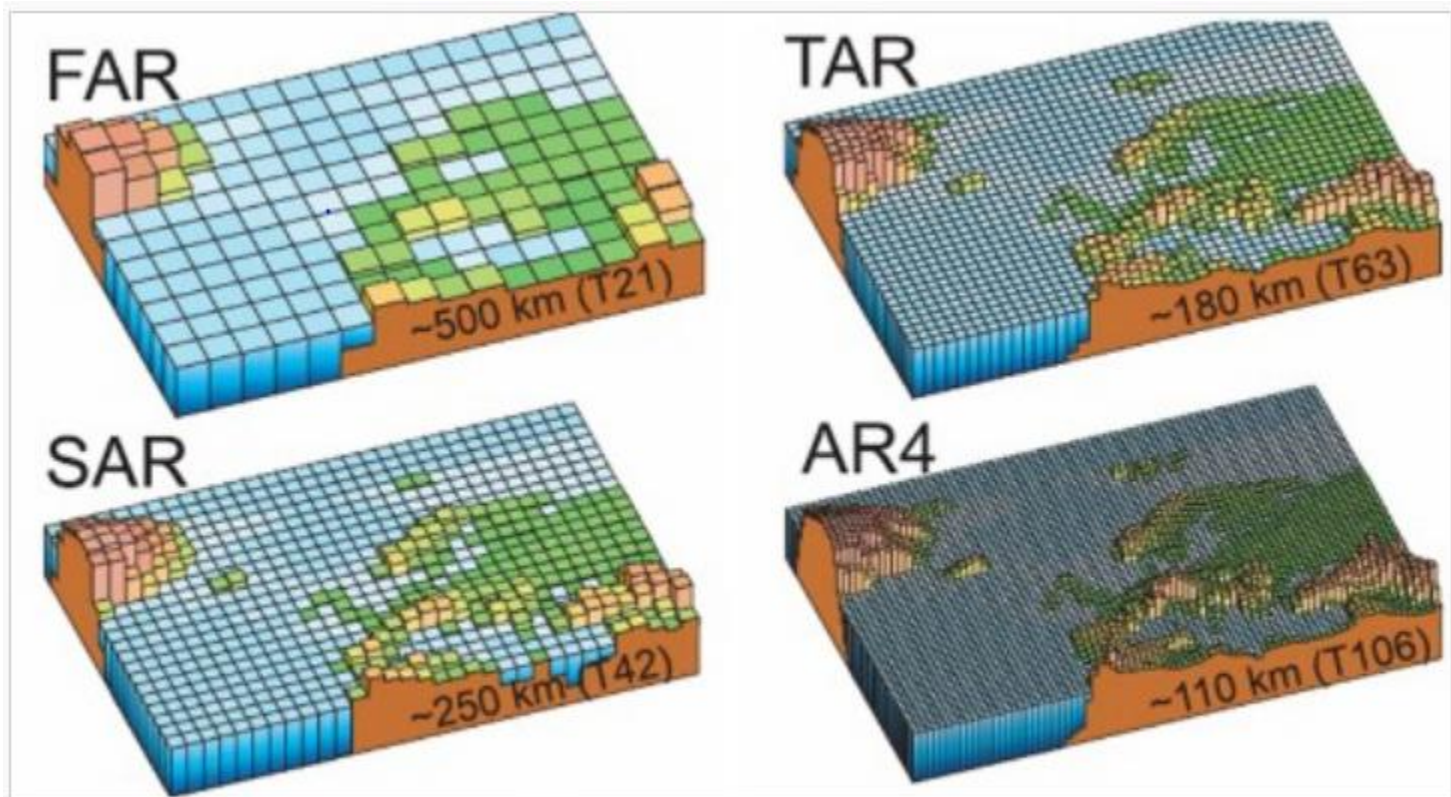 FAR
~500 km (T21)
TAR
~180 km (T63)
SAR
~250 km (T42)
AR4
~110 km (T106)